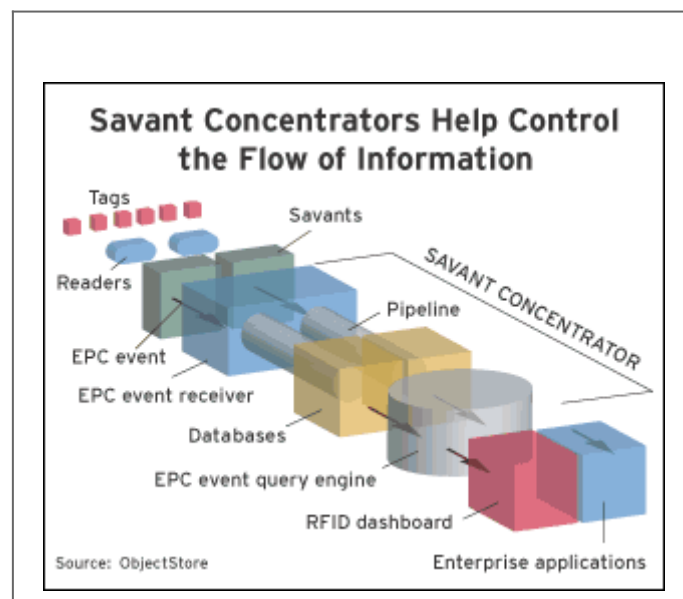 Savant Concentrators Help Control
the Flow of Information
Tags
Savants
Readers
SAVANT CONCENTRATOR
Pipeline
EPC event
EPC event receiver
Databases
EPC event query engine
RFID dashboard
Enterprise applications
Source: ObjectStore